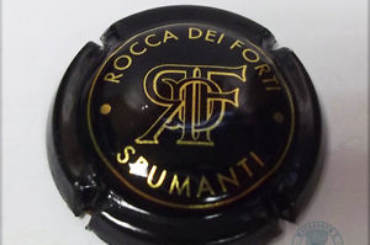 ROCCA DEI FORTI
RDF
SPUMANTI